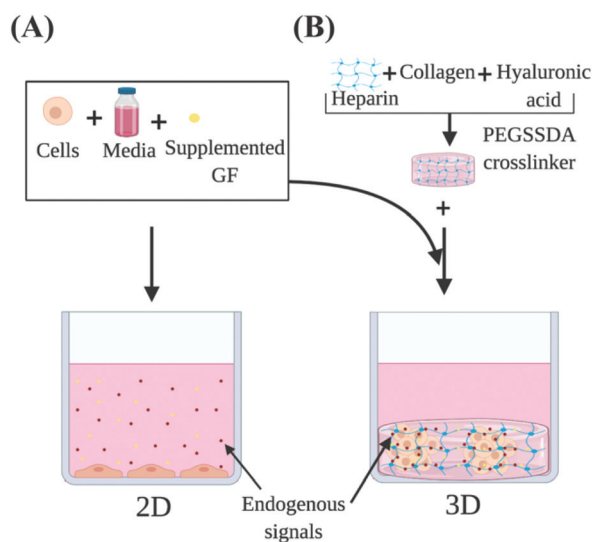 (A)
(B)
Cells + Media + Supplemented
GF
Heparin + Collagen + Hyaluronic
acid
PEGSSDA
crosslinker
+
2D
Endogenous
signals
3D